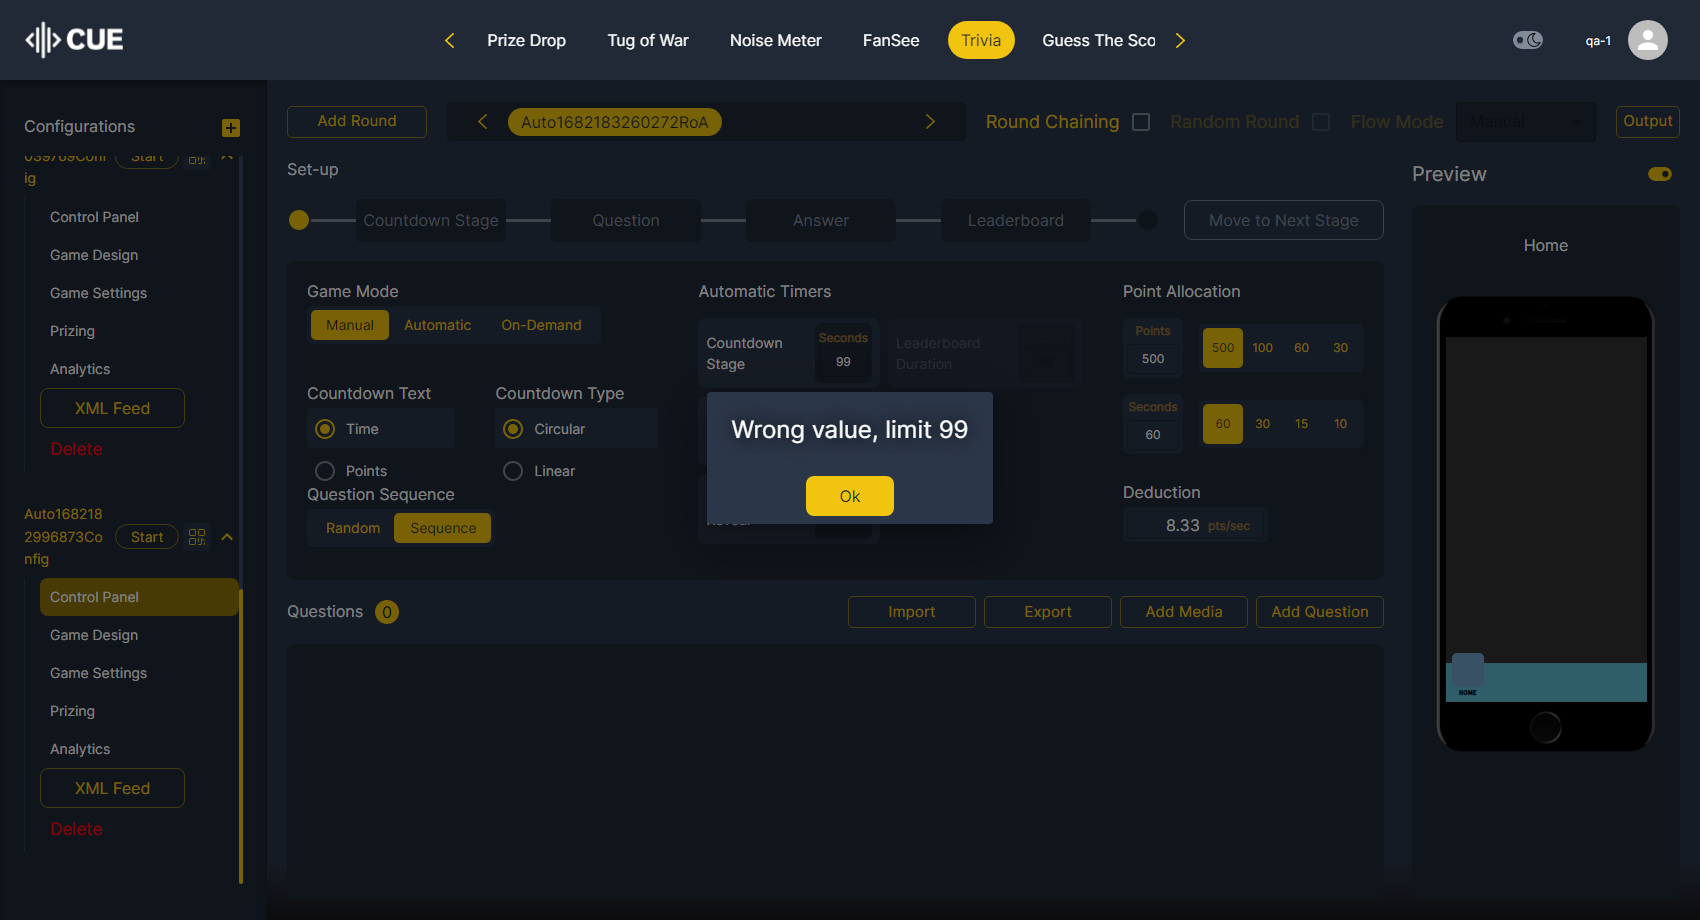 CUE
Prize Drop
Tug of War
Noise Meter
FanSee
Trivia
Guess The Sco
qa-1
Configurations
039769Conf
ig
Start
Control Panel
Game Design
Game Settings
Prizing
Analytics
XML Feed
Delete
Auto168218
2996873Co
nfig
Start
Control Panel
Game Design
Game Settings
Prizing
Analytics
XML Feed
Delete
Add Round
Auto1682183260272RoA
Round Chaining
Random Round
Flow Mode
Manual
Output
Set-up
Countdown Stage
Question
Answer
Leaderboard
Move to Next Stage
Game Mode
Manual
Automatic
On-Demand
Countdown Text
Time
Points
Countdown Type
Circular
Linear
Question Sequence
Random
Sequence
Automatic Timers
Countdown
Stage
Seconds
99
Leaderboard
Duration
Wrong value, limit 99
Ok
Point Allocation
Points
500
500
100
60
30
Seconds
60
60
30
15
10
Deduction
8.33 pts/sec
Questions 0
Import
Export
Add Media
Add Question
Preview
Home
HOME